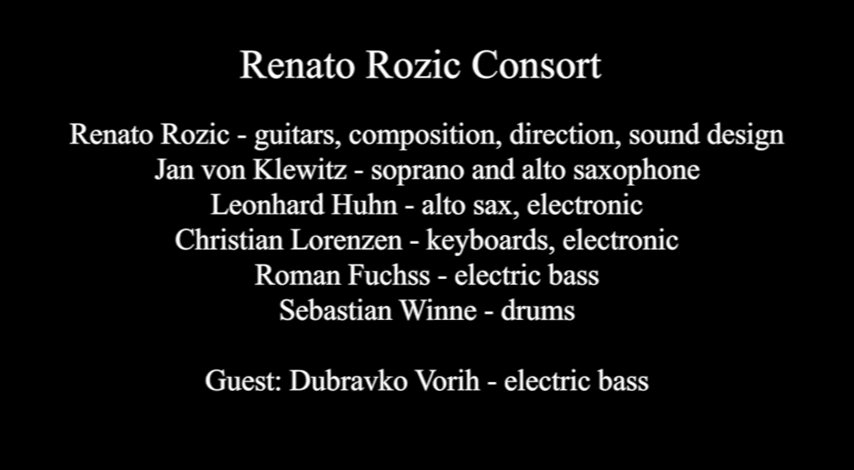 Renato Rozic Consort
Renato Rozic - guitars, composition, direction, sound design
Jan von Klewitz - soprano and alto saxophone
Leonhard Huhn - alto sax, electronic
Christian Lorenzen - keyboards, electronic
Roman Fuchss - electric bass
Sebastian Winne - drums
Guest: Dubravko Vorih - electric bass